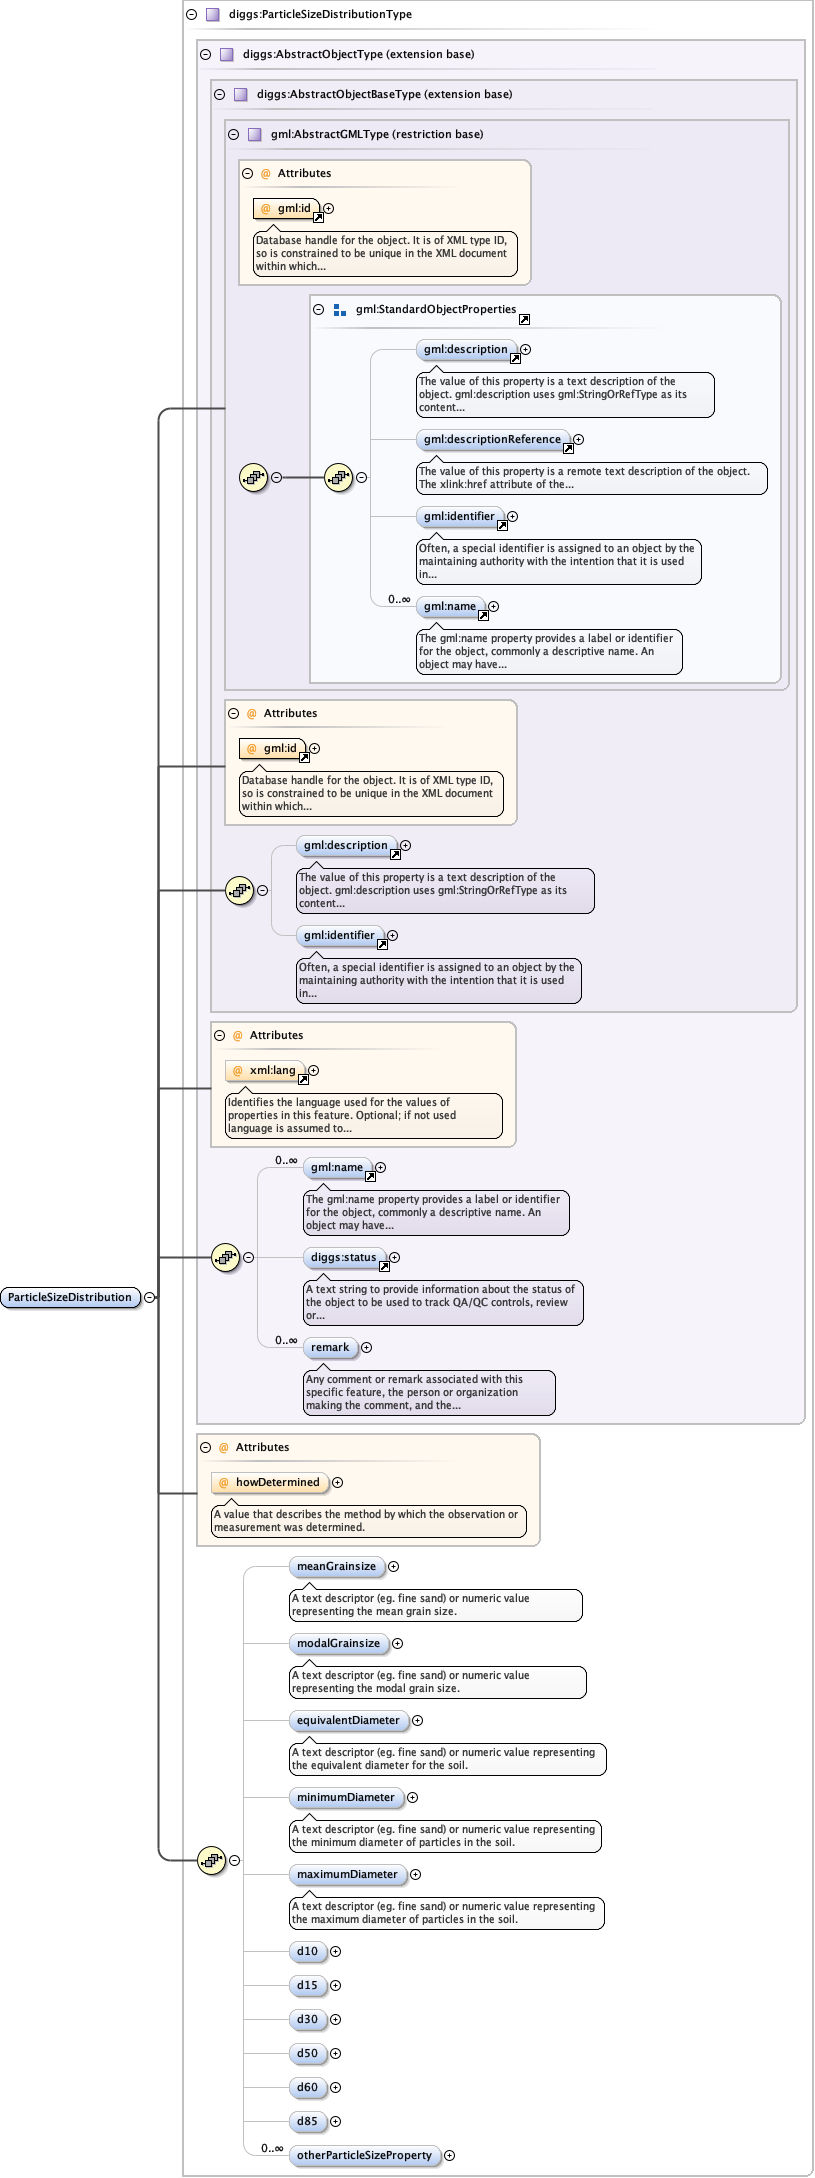 diggs:ParticleSizeDistributionType
diggs:AbstractObjectType (extension base)
diggs:AbstractObjectBaseType (extension base)
gml:AbstractGMLType (restriction base)
@ Attributes
@ gml:id
Database handle for the object. It is of XML type ID,
so is constrained to be unique in the XML document
within which...
gml:StandardObjectProperties
gml:description
The value of this property is a text description of the
object. gml:description uses gml:StringOrRefType as its
content...
gml:descriptionReference
The value of this property is a remote text description of the object.
The xlink:href attribute of the...
gml:identifier
Often, a special identifier is assigned to an object by the
maintaining authority with the intention that it is used
in...
0..∞
gml:name
The gml:name property provides a label or identifier
for the object, commonly a descriptive name. An
object may have...
@ Attributes
@ gml:id
Database handle for the object. It is of XML type ID,
so is constrained to be unique in the XML document
within which...
gml:description
The value of this property is a text description of the
object. gml:description uses gml:StringOrRefType as its
content...
gml:identifier
Often, a special identifier is assigned to an object by the
maintaining authority with the intention that it is used
in...
@ Attributes
@ xml:lang
Identifies the language used for the values of
properties in this feature. Optional; if not used
language is assumed to...
0..∞
gml:name
The gml:name property provides a label or identifier
for the object, commonly a descriptive name. An
object may have...
diggs:status
A text string to provide information about the status of
the object to be used to track QA/QC controls, review
or...
ParticleSizeDistribution
0..∞
remark
Any comment or remark associated with this
specific feature, the person or organization
making the comment, and the...
@ Attributes
@ howDetermined
A value that describes the method by which the observation or
measurement was determined.
meanGrainsize
A text descriptor (eg. fine sand) or numeric value
representing the mean grain size.
modalGrainsize
A text descriptor (eg. fine sand) or numeric value
representing the modal grain size.
equivalentDiameter
A text descriptor (eg. fine sand) or numeric value representing
the equivalent diameter for the soil.
minimumDiameter
A text descriptor (eg. fine sand) or numeric value representing
the minimum diameter of particles in the soil.
maximumDiameter
A text descriptor (eg. fine sand) or numeric value representing
the maximum diameter of particles in the soil.
d10
d15
d30
d50
d60
d85
0..∞
otherParticleSizeProperty